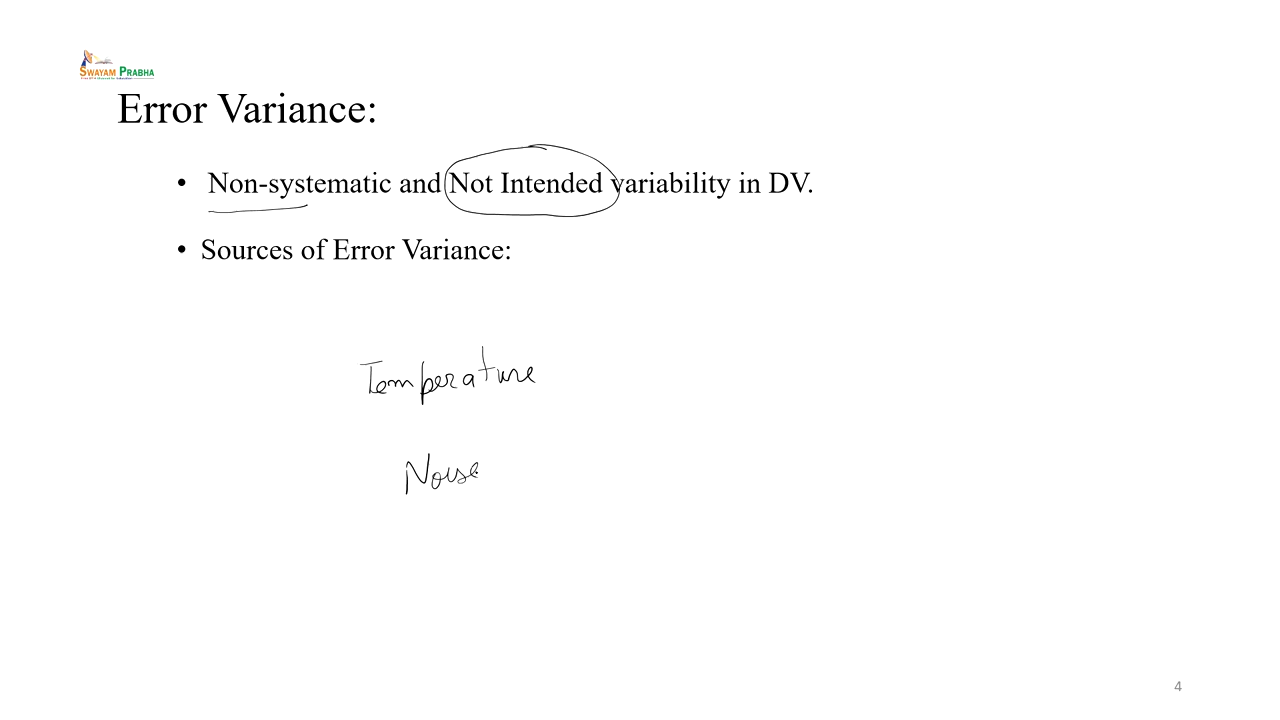 SWAYAM PRABHA
Error Variance:
• Non-systematic and Not Intended variability in DV.
• Sources of Error Variance:
Temperature
Noise
4